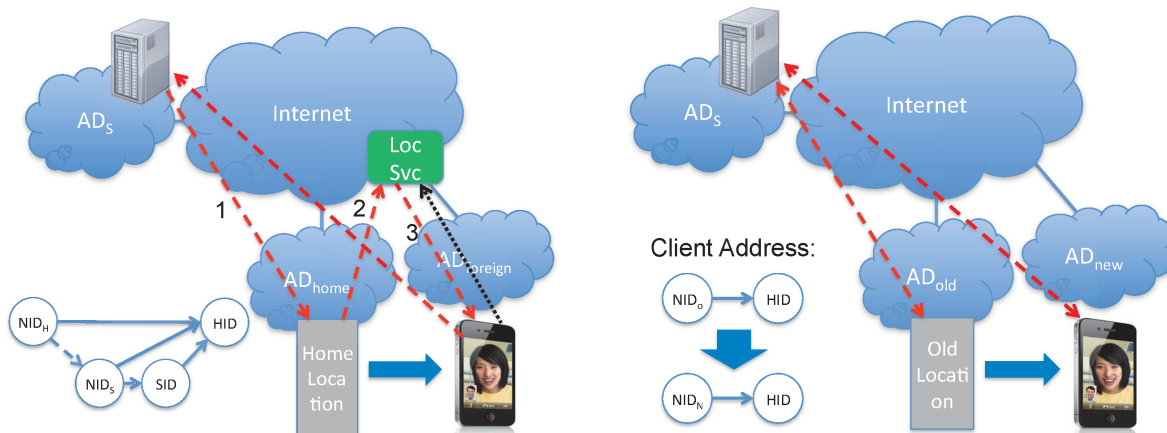 AD_S
Internet
Loc
Svc
1
2
3
AD_foreign
AD_home
NID_H
HID
NID_S
SID
Home
Loca
tion
AD_S
Internet
Client Address:
AD_old
AD_new
NID_o
HID
NID_N
HID
Old
Locati
on